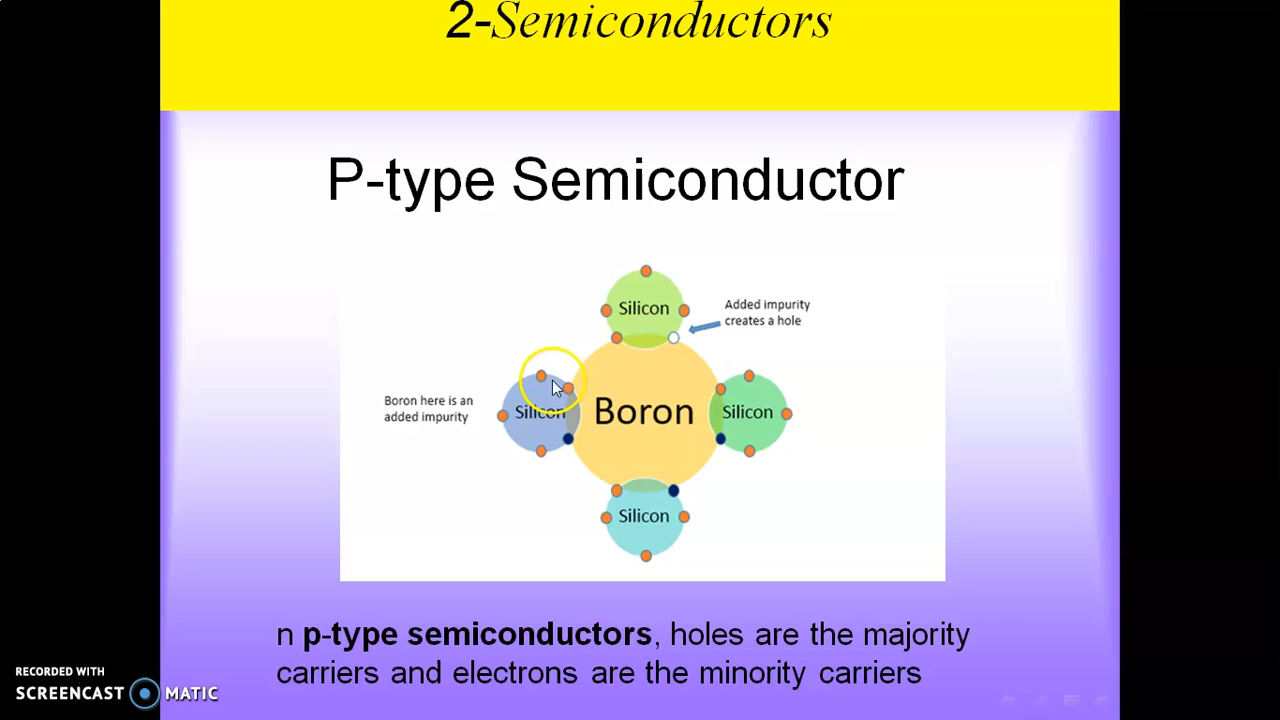 2-Semiconductors
P-type Semiconductor
Silicon
Added impurity
creates a hole
Boron here is an
added impurity
Silicon
Boron
Silicon
Silicon
n p-type semiconductors, holes are the majority
carriers and electrons are the minority carriers
RECORDED WITH
SCREENCAST MATIC